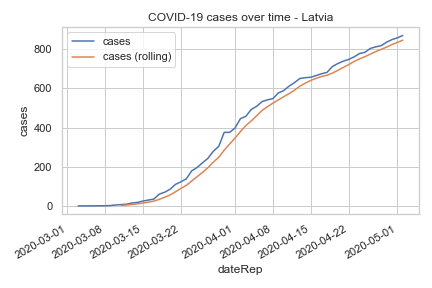 COVID-19 cases over time - Latvia
cases
cases (rolling)
cases
800
600
400
200
0
2020-03-01
2020-03-08
2020-03-15
2020-03-22
2020-04-01
2020-04-08
2020-04-15
2020-04-22
2020-05-01
dateRep